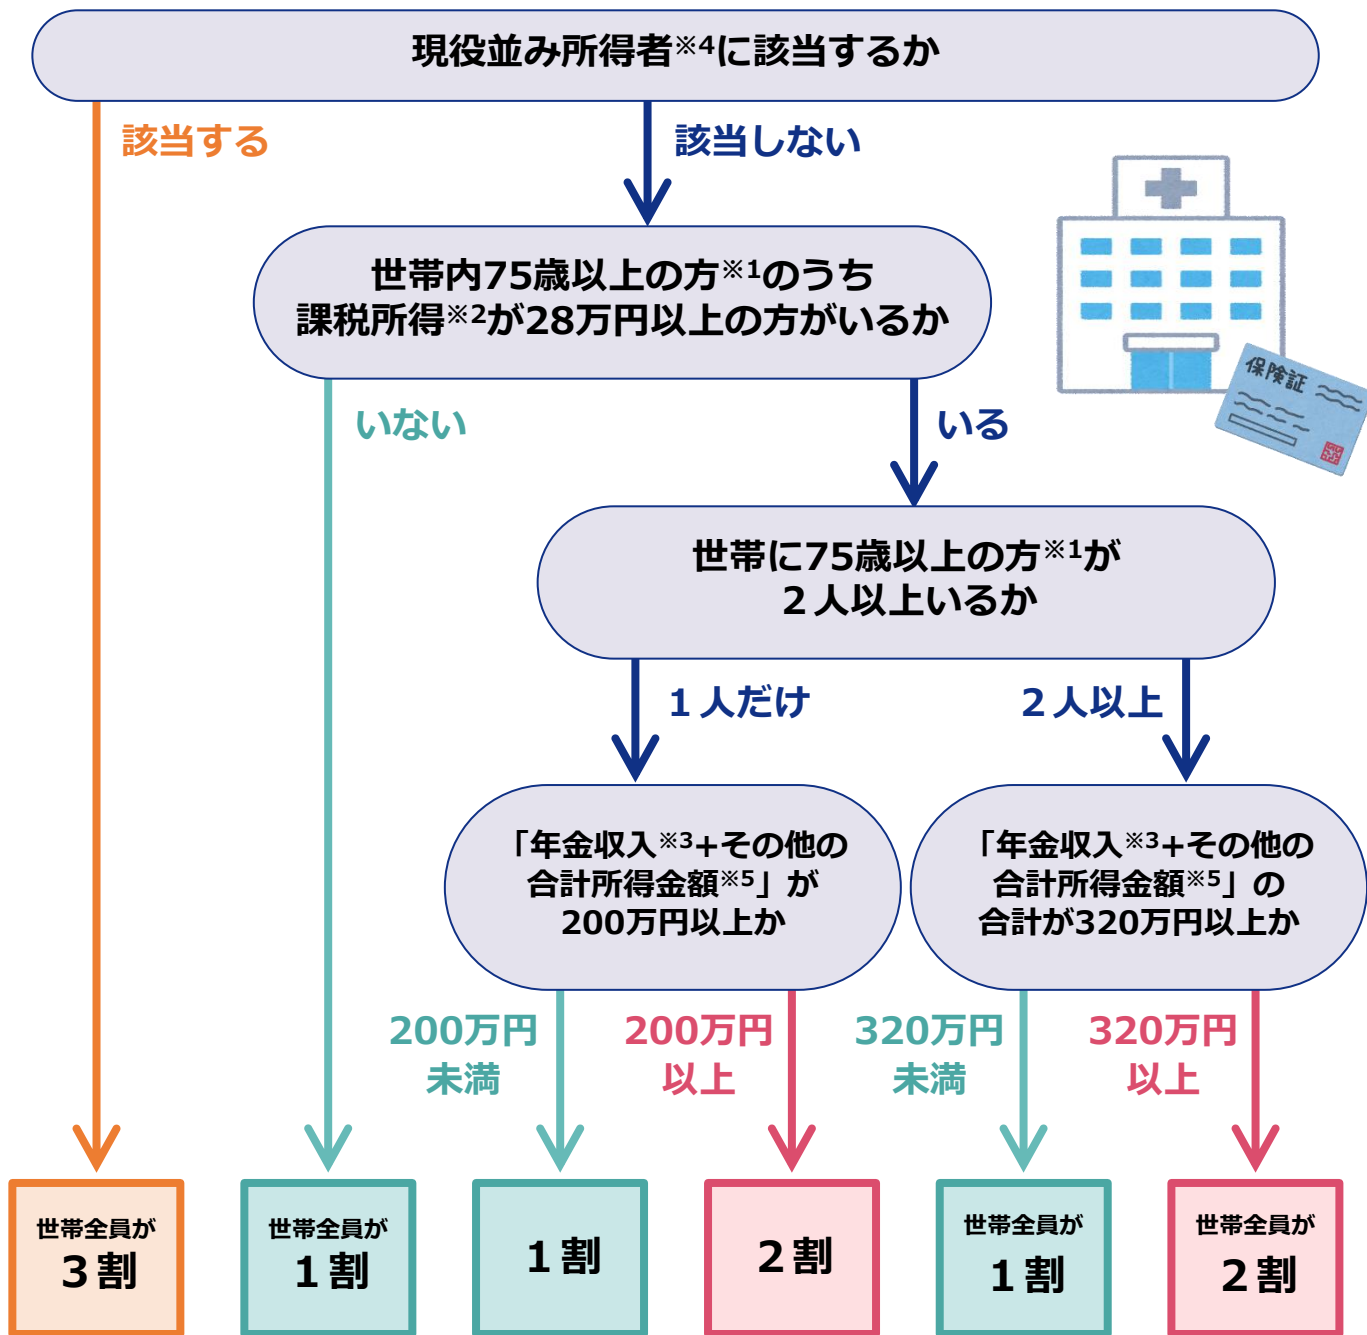 現役並み所得者※4に該当するか
該当する
該当しない
世帯内75歳以上の方※1のうち
課税所得※2が28万円以上の方がいるか
保険証
いない
いる
世帯に75歳以上の方※1が
２人以上いるか
１人だけ
２人以上
「年金収入※3+その他の
合計所得金額※5」が
200万円以上か
「年金収入※3+その他の
合計所得金額※5」の
合計が320万円以上か
200万円
未満
200万円
以上
320万円
未満
320万円
以上
世帯全員が
３割
世帯全員が
１割
１割
２割
世帯全員が
１割
世帯全員が
２割